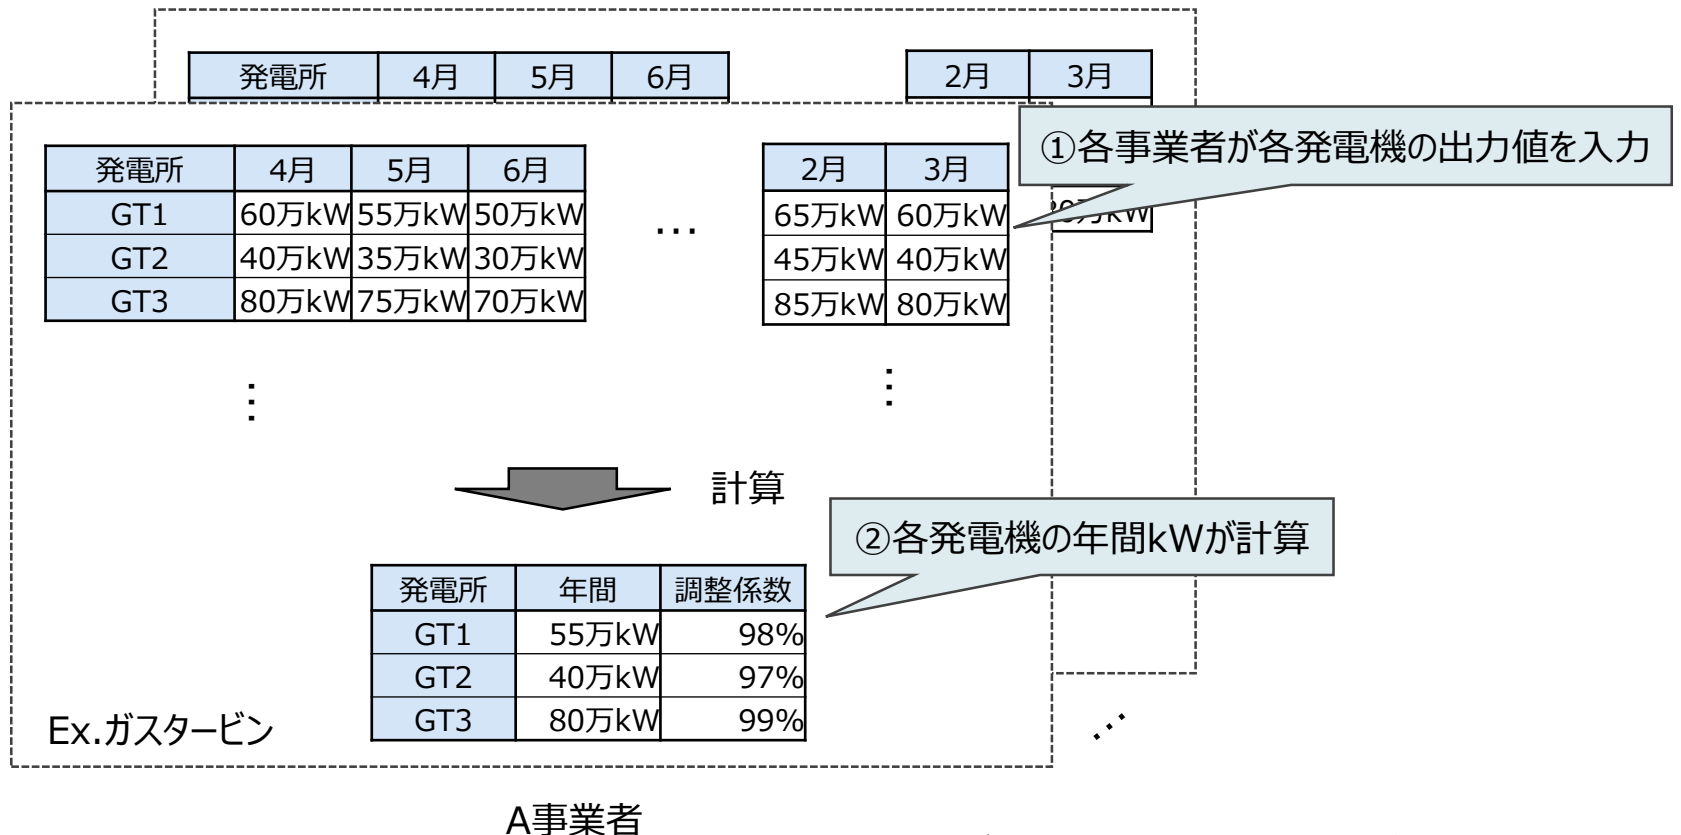 発電所 4月 5月 6月 2月 3月
①各事業者が各発電機の出力値を入力
発電所 4月 5月 6月 2月 3月
GT1 60万kW 55万kW 50万kW … 65万kW 60万kW
GT2 40万kW 35万kW 30万kW 45万kW 40万kW
GT3 80万kW 75万kW 70万kW 85万kW 80万kW
計算
②各発電機の年間kWが計算
発電所 年間 調整係数
GT1 55万kW 98%
GT2 40万kW 97%
GT3 80万kW 99%
Ex.ガスタービン
A事業者